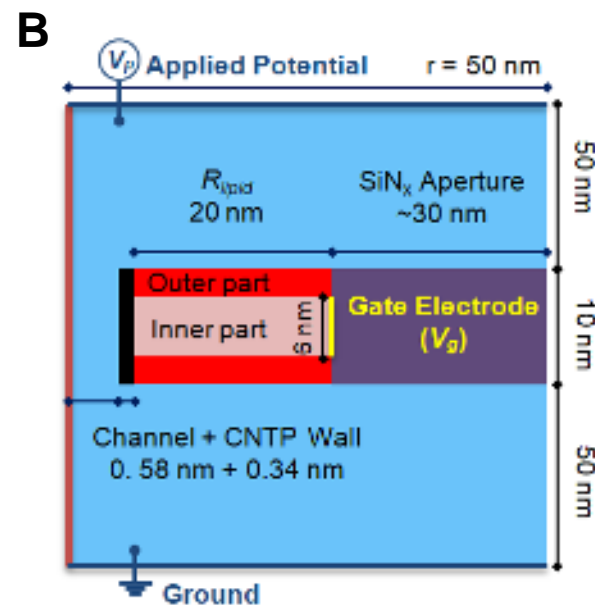 B
Vp Applied Potential
r = 50 nm
50 nm
Rlipid
20 nm
SiNx Aperture
~30 nm
Outer part
Inner part
6 nm
Gate Electrode
(Vg)
10 nm
Channel + CNTP Wall
0. 58 nm + 0.34 nm
50 nm
Ground